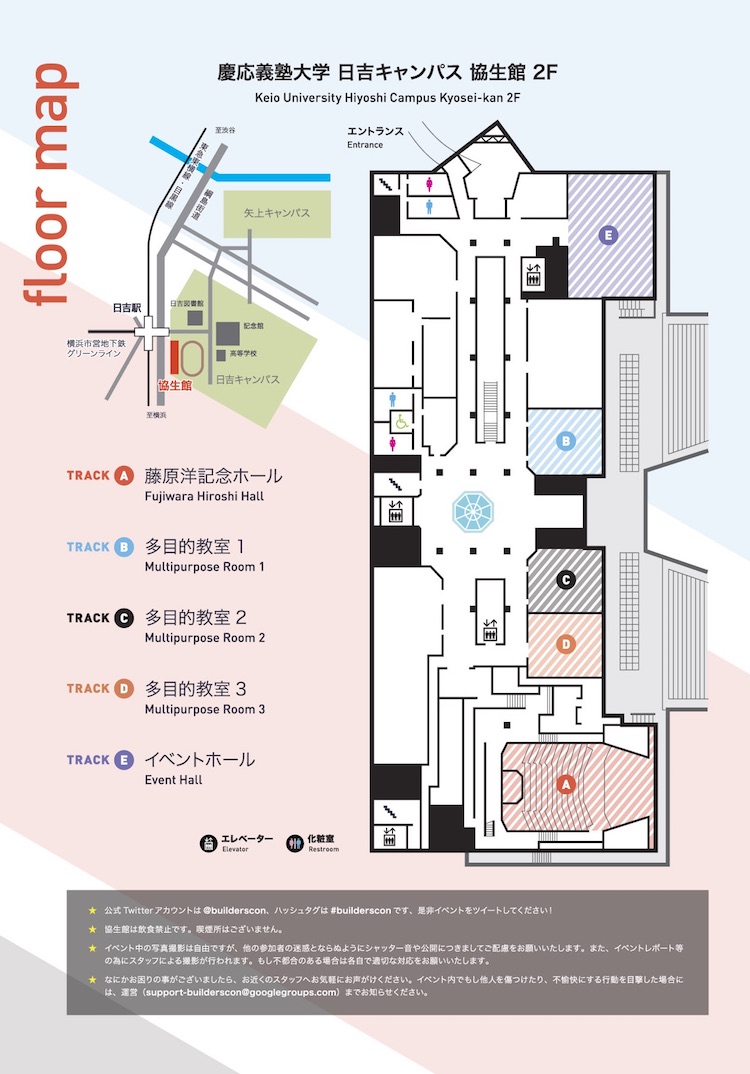 floor map
慶応義塾大学 日吉キャンパス 協生館 2F
Keio University Hiyoshi Campus Kyosei-kan 2F
至渋谷
東急東横線・目黒線
綱島街道
矢上キャンパス
日吉駅
日吉図書館
記念館
横浜市営地下鉄
グリーンライン
高等学校
日吉キャンパス
協生館
至横浜
エントランス
Entrance
E
B
C
D
A
TRACK A 藤原洋記念ホール
Fujiwara Hiroshi Hall
TRACK B 多目的教室 1
Multipurpose Room 1
TRACK C 多目的教室 2
Multipurpose Room 2
TRACK D 多目的教室 3
Multipurpose Room 3
TRACK E イベントホール
Event Hall
エレベーター
Elevator
化粧室
Restroom
★ 公式 Twitter アカウントは @builderscon、ハッシュタグは #builderscon です、是非イベントをツイートしてください！
★ 協生館は飲食禁止です。喫煙所はございません。
★ イベント中の写真撮影は自由ですが、他の参加者の迷惑とならぬようにシャッター音や公開につきましてご配慮をお願いいたします。また、イベントレポート等
の為にスタッフによる撮影が行われます。もし不都合のある場合は各自で適切な対応をお願いいたします。
★ なにかお困りの事がございましたら、お近くのスタッフへお気軽にお声がけください。イベント内でもし他人を傷つけたり、不愉快にする行動を目撃した場合に
は、運営（support-builderscon@googlegroups.com）までお知らせください。